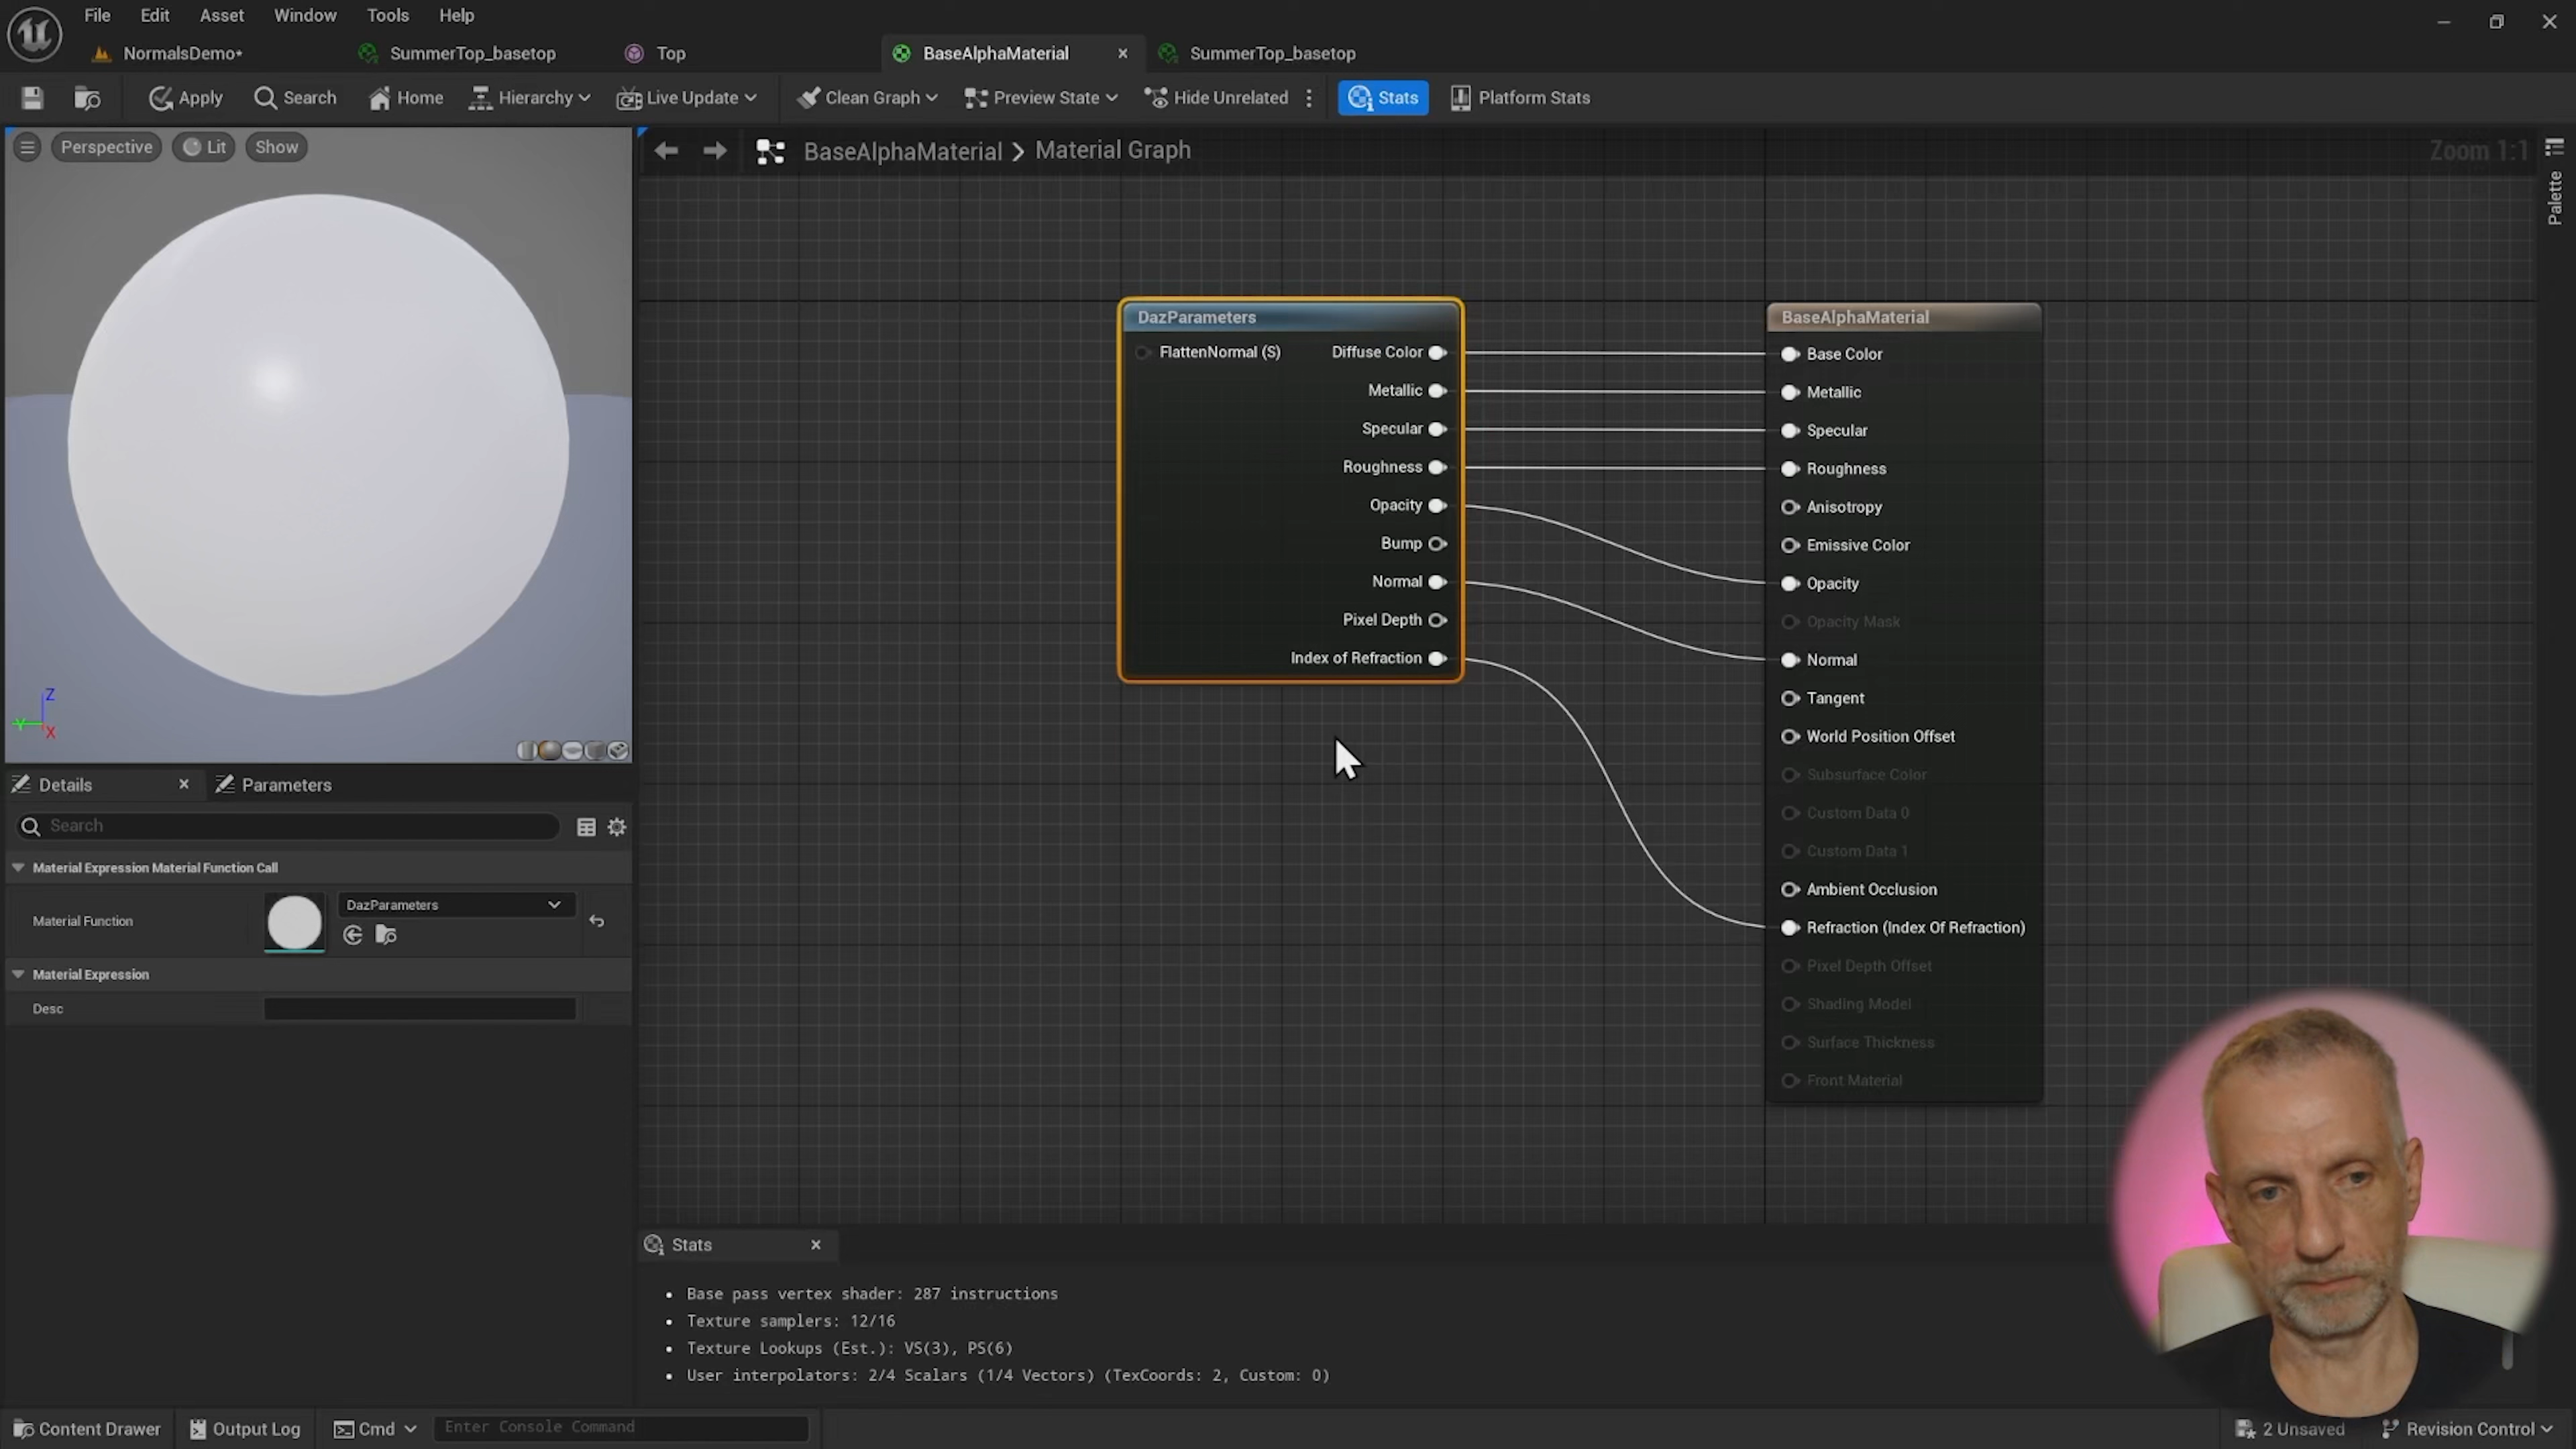 File Edit Asset Window Tools Help
NormalsDemo* SummerTop_basetop Top BaseAlphaMaterial SummerTop_basetop
Apply Search Home Hierarchy Live Update Clean Graph Preview State Hide Unrelated Stats Platform Stats
Perspective Lit Show
BaseAlphaMaterial Material Graph
Zoom 1:1
Palette
DazParameters
FlattenNormal (S) Diffuse Color
Metallic
Specular
Roughness
Opacity
Bump
Normal
Pixel Depth
Index of Refraction
BaseAlphaMaterial
Base Color
Metallic
Specular
Roughness
Anisotropy
Emissive Color
Opacity
Opacity Mask
Normal
Tangent
World Position Offset
Subsurface Color
Custom Data 0
Custom Data 1
Ambient Occlusion
Refraction (Index Of Refraction)
Pixel Depth Offset
Shading Model
Surface Thickness
Front Material
Z
Y
X
Details Parameters
Search
Material Expression Material Function Call
Material Function DazParameters
Material Expression
Desc
Stats
Base pass vertex shader: 287 instructions
Texture samplers: 12/16
Texture Lookups (Est.): VS(3), PS(6)
User interpolators: 2/4 Scalars (1/4 Vectors) (TexCoords: 2, Custom: 0)
Content Drawer Output Log Cmd Enter Console Command 2 Unsaved Revision Control